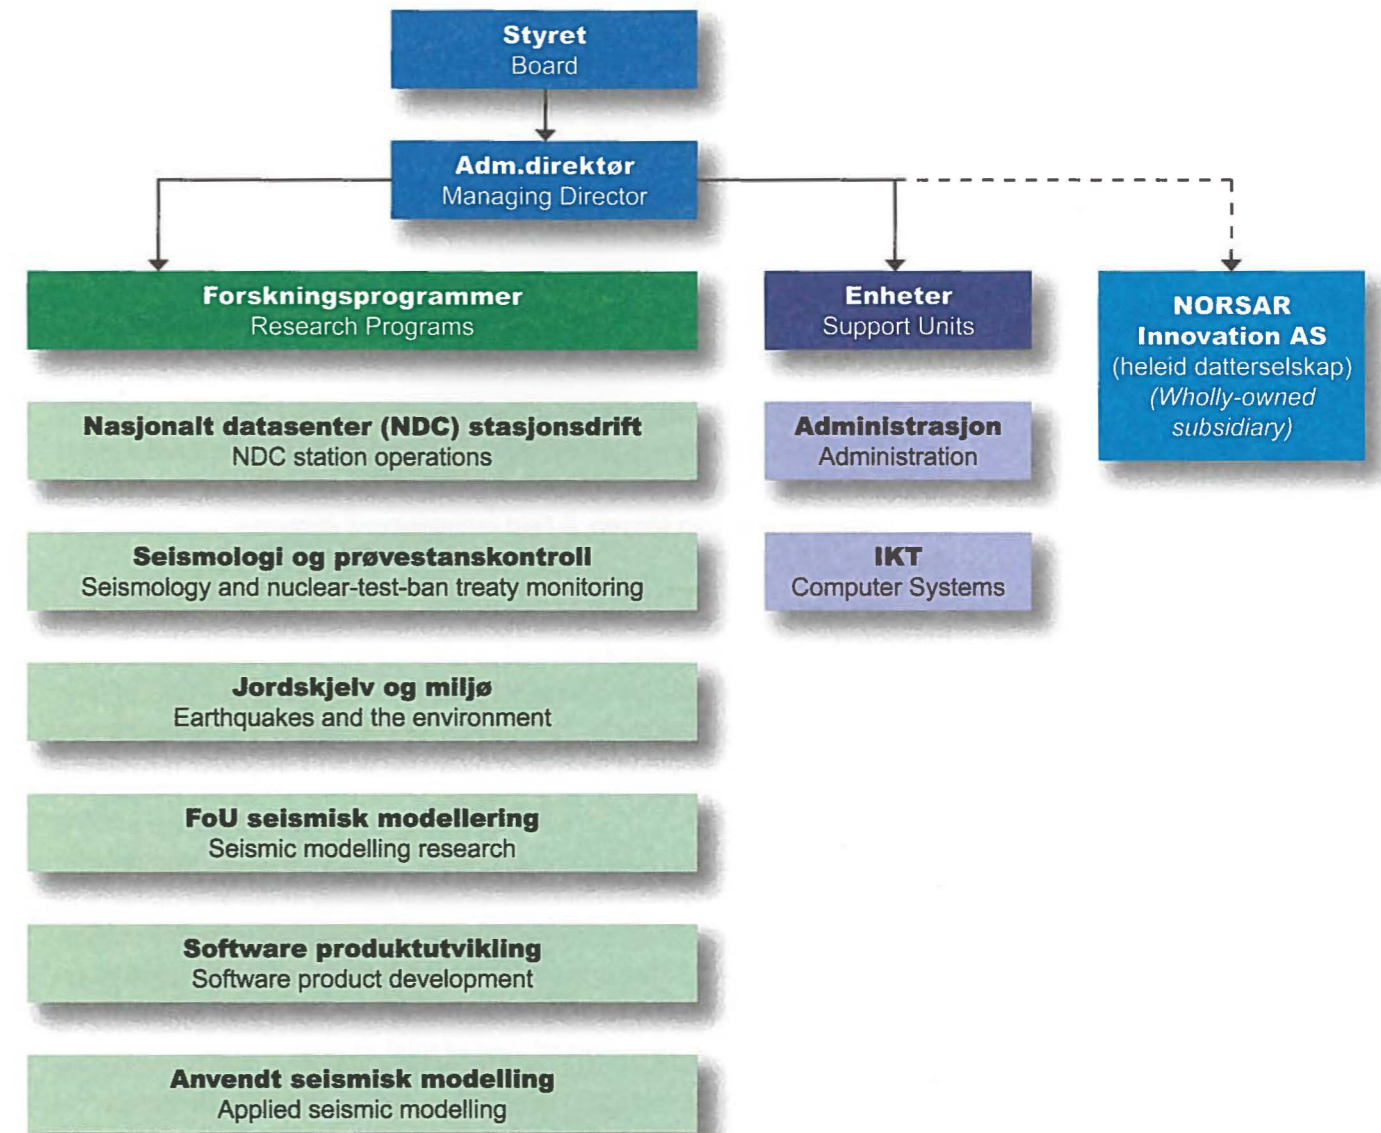 Styret
Board
Adm.direktør
Managing Director
Forskningsprogrammer
Research Programs
Enheter
Support Units
NORSAR
Innovation AS
(heleid datterselskap)
(Wholly-owned
subsidiary)
Nasjonalt datasenter (NDC) stasjonsdrift
NDC station operations
Administrasjon
Administration
Seismologi og prøvestanskontroll
Seismology and nuclear-test-ban treaty monitoring
IKT
Computer Systems
Jordskjelv og miljø
Earthquakes and the environment
FoU seismisk modellering
Seismic modelling research
Software produktutvikling
Software product development
Anvendt seismisk modelling
Applied seismic modelling